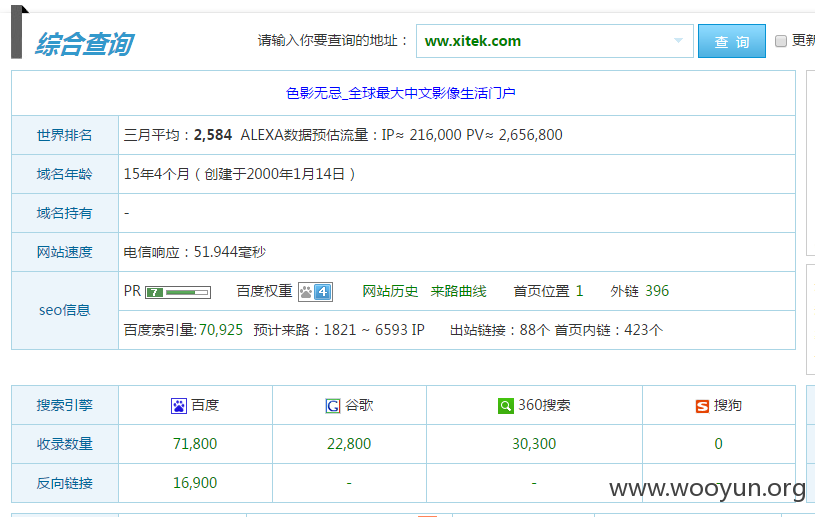 综合查询 请输入你要查询的地址： ww.xitek.com 查 询
色影无忌_全球最大中文影像生活门户
世界排名 三月平均：2,584 ALEXA数据预估流量：IP≈ 216,000 PV≈ 2,656,800
域名年龄 15年4个月（创建于2000年1月14日）
域名持有 -
网站速度 电信响应：51.944毫秒
seo信息
PR 7 百度权重 4 网站历史 来路曲线 首页位置 1 外链 396
百度索引量:70,925 预计来路：1821 ~ 6593 IP 出站链接：88个 首页内链：423个
搜索引擎 百度 G 谷歌 360搜索 S 搜狗
收录数量 71,800 22,800 30,300 0
反向链接 16,900 - -
www.wooyun.org